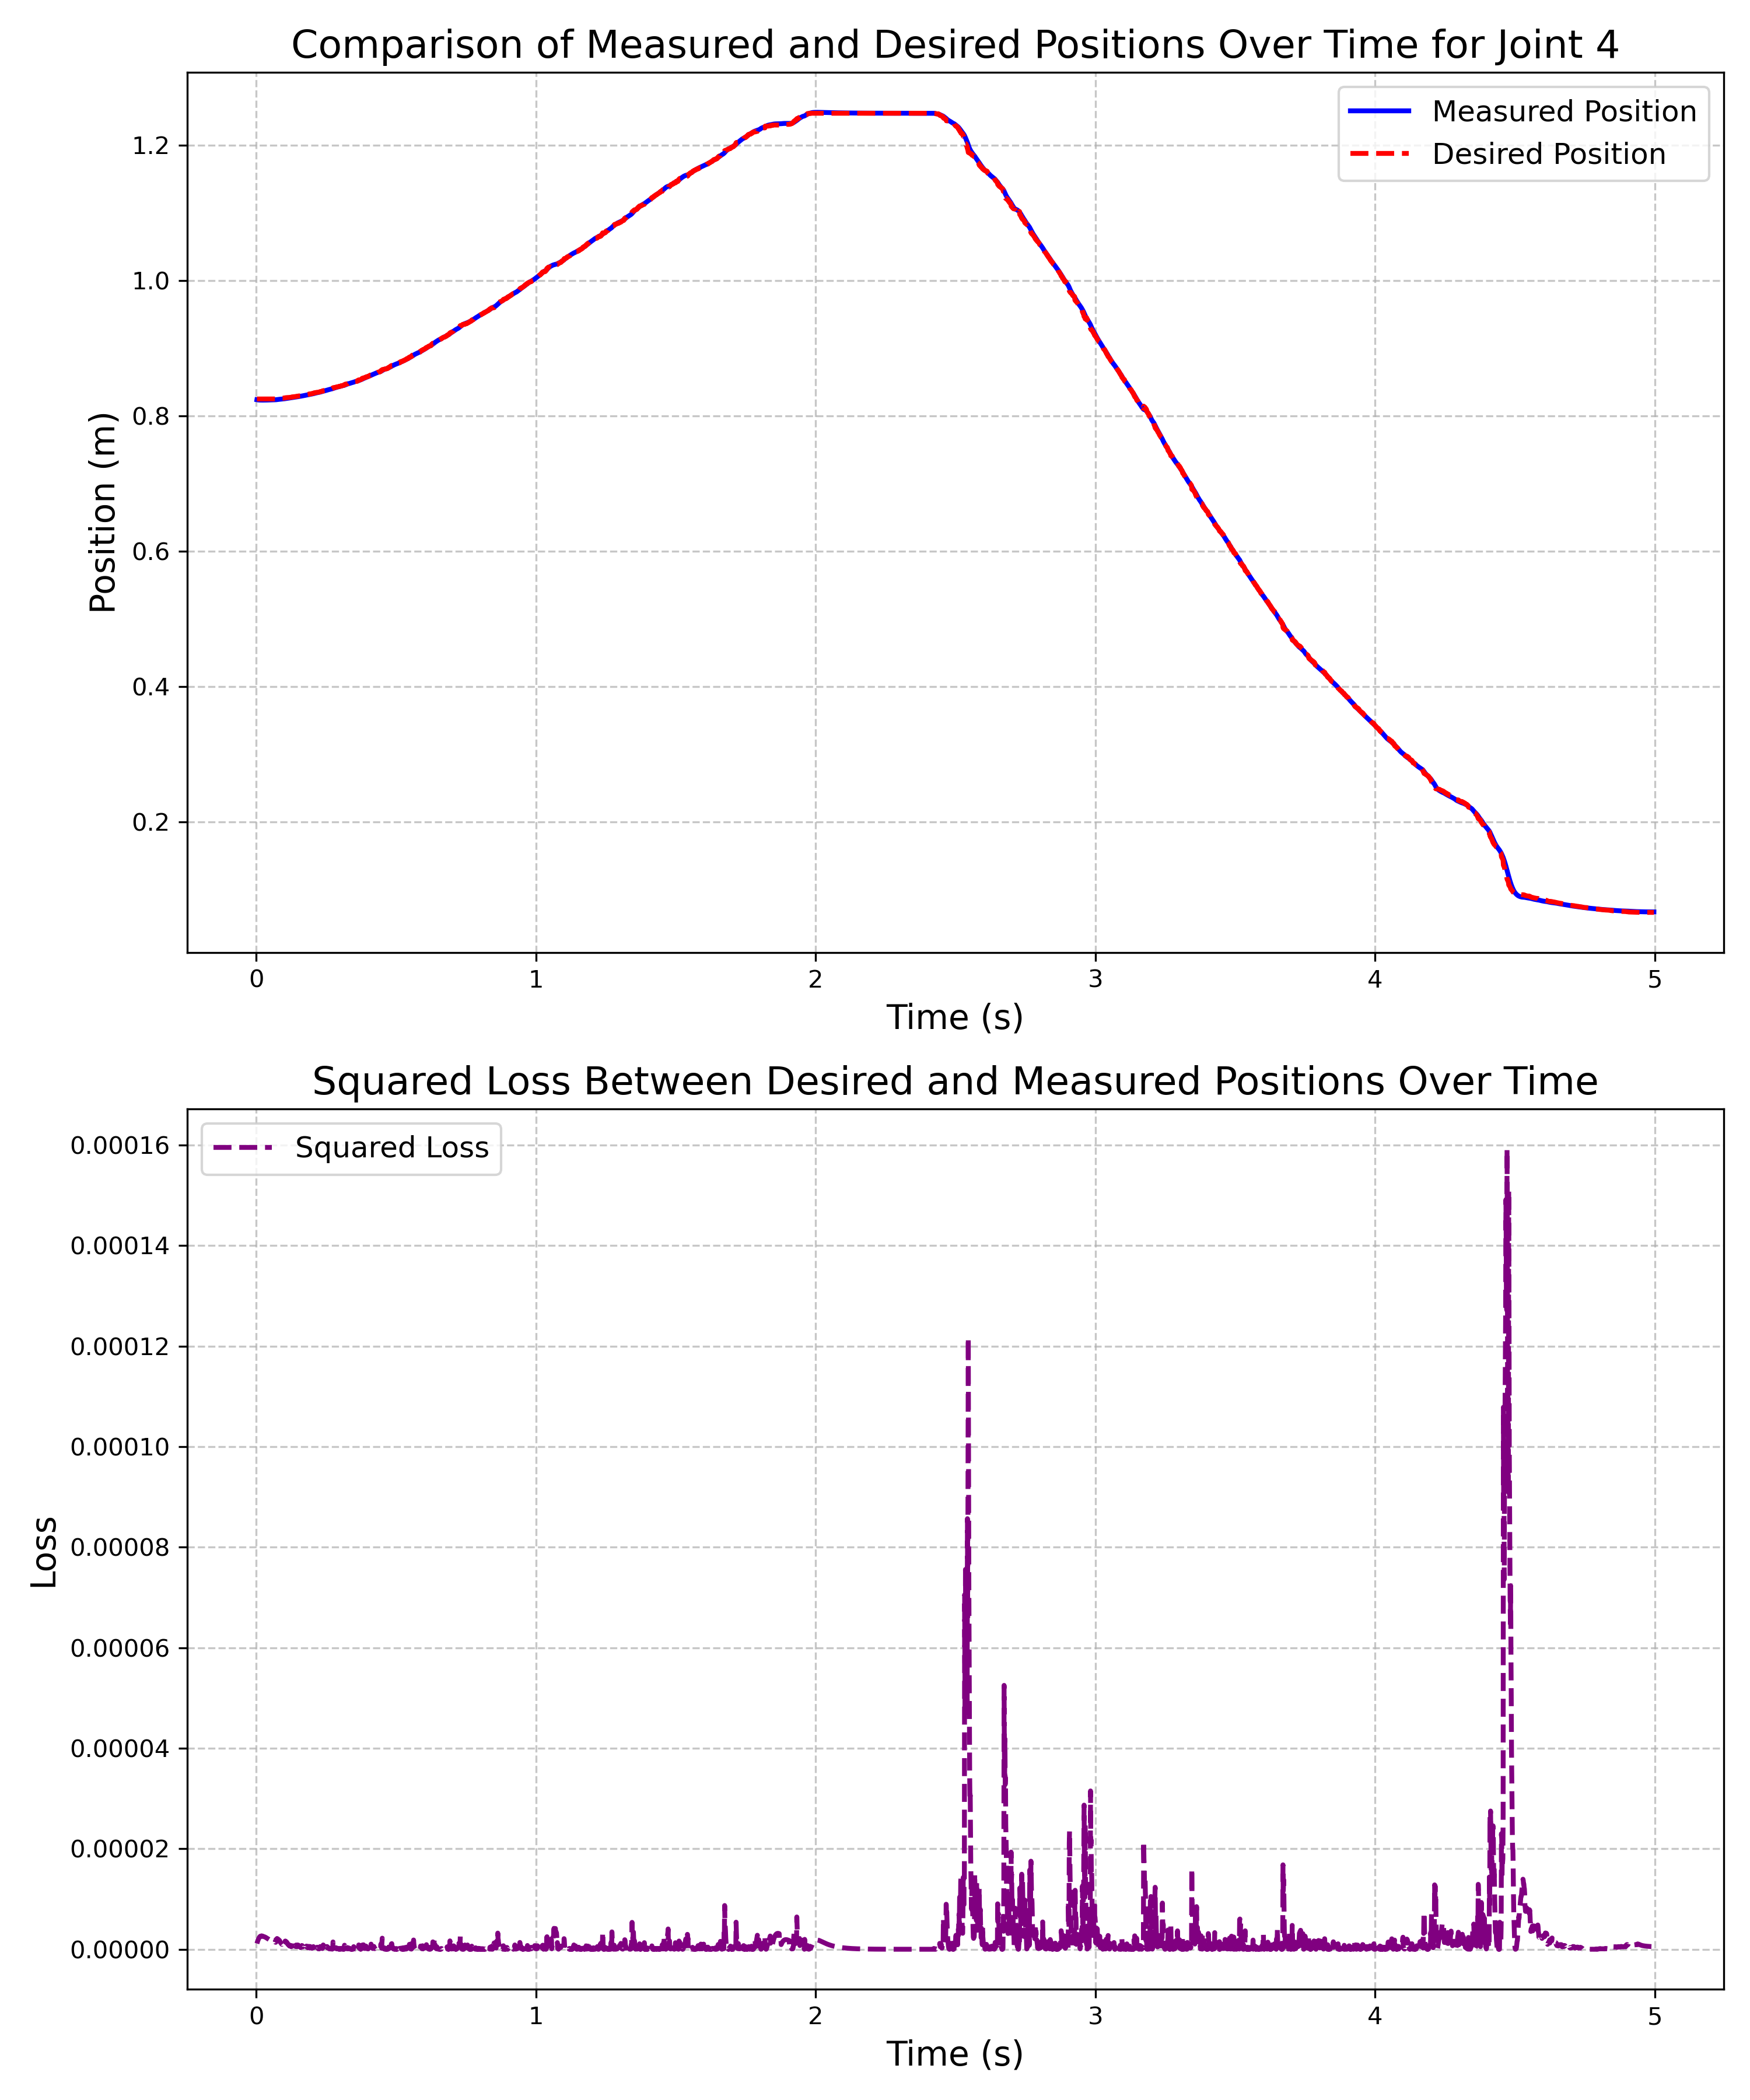 Comparison of Measured and Desired Positions Over Time for Joint 4
Measured Position
Desired Position
Position (m)
1.2
1.0
0.8
0.6
0.4
0.2
0 1 2 3 4 5
Time (s)
Squared Loss Between Desired and Measured Positions Over Time
Squared Loss
Loss
0.00016
0.00014
0.00012
0.00010
0.00008
0.00006
0.00004
0.00002
0.00000
0 1 2 3 4 5
Time (s)